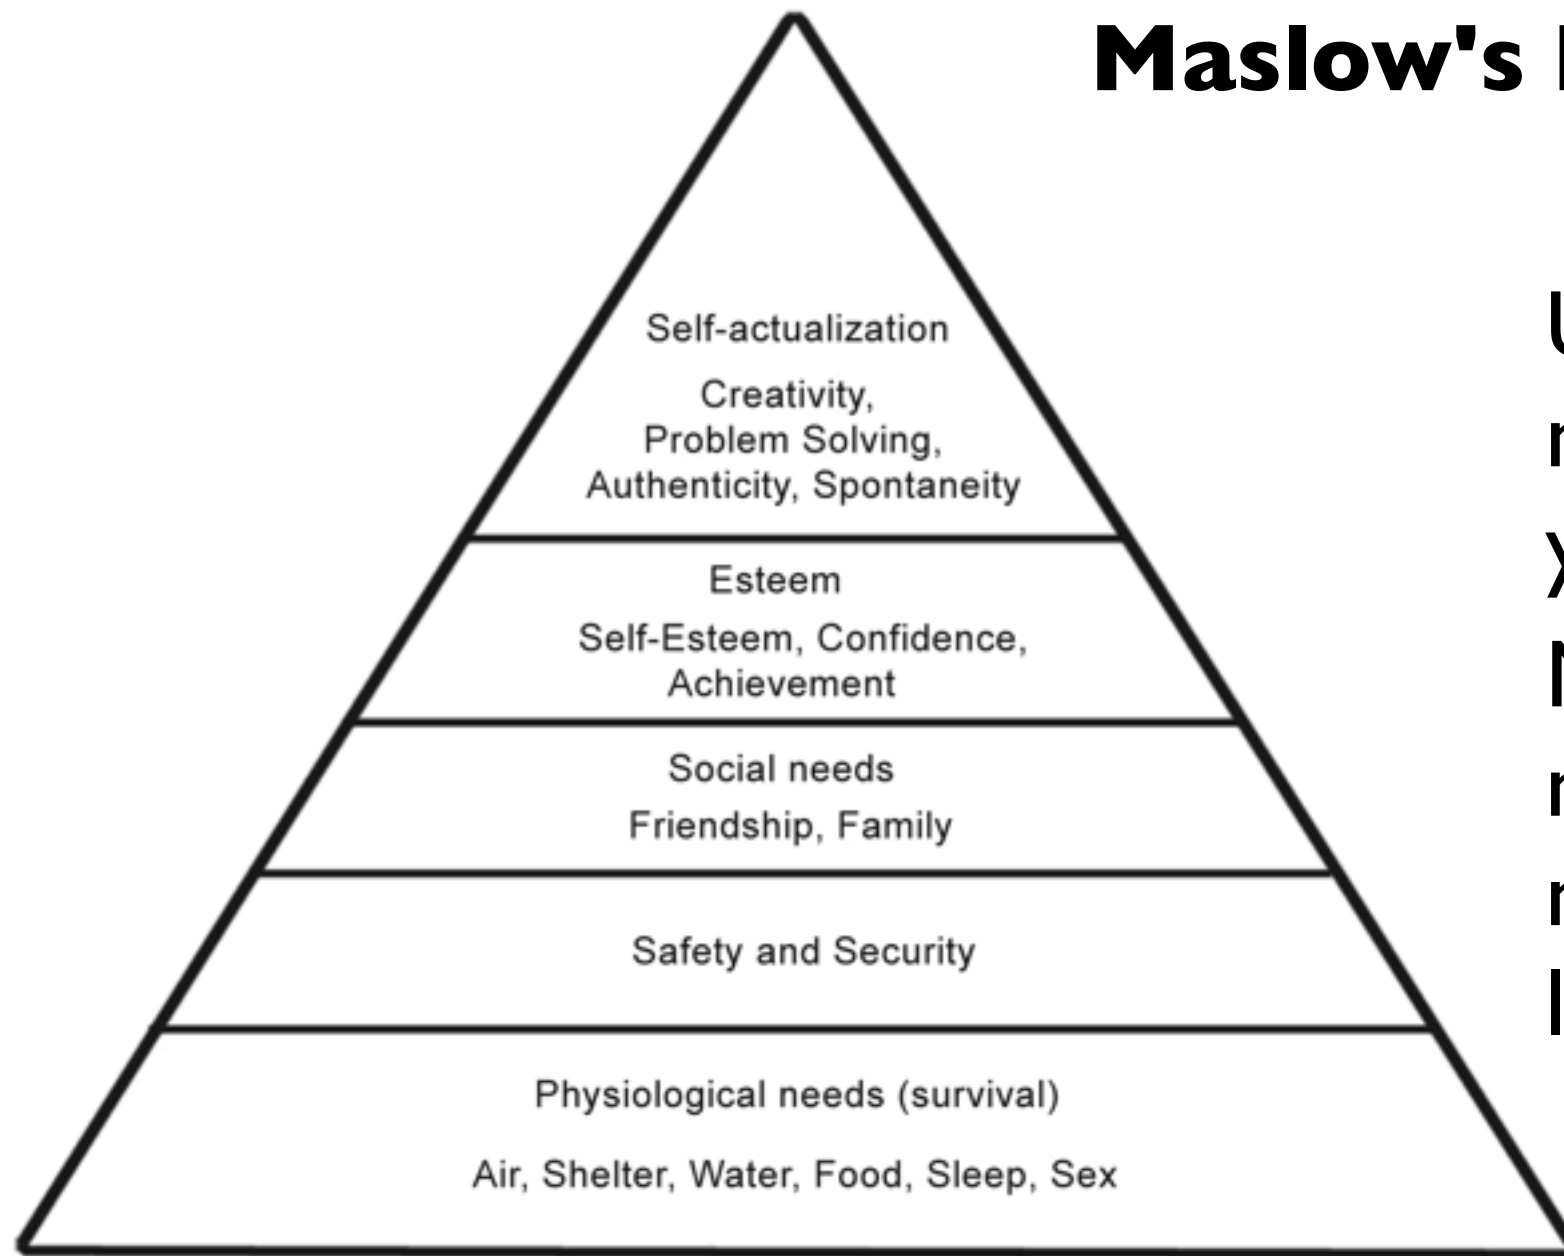 Maslow's
Self-actualization
Creativity,
Problem Solving,
Authenticity, Spontaneity
Esteem
Self-Esteem, Confidence,
Achievement
Social needs
Friendship, Family
Safety and Security
Physiological needs (survival)
Air, Shelter, Water, Food, Sleep, Sex